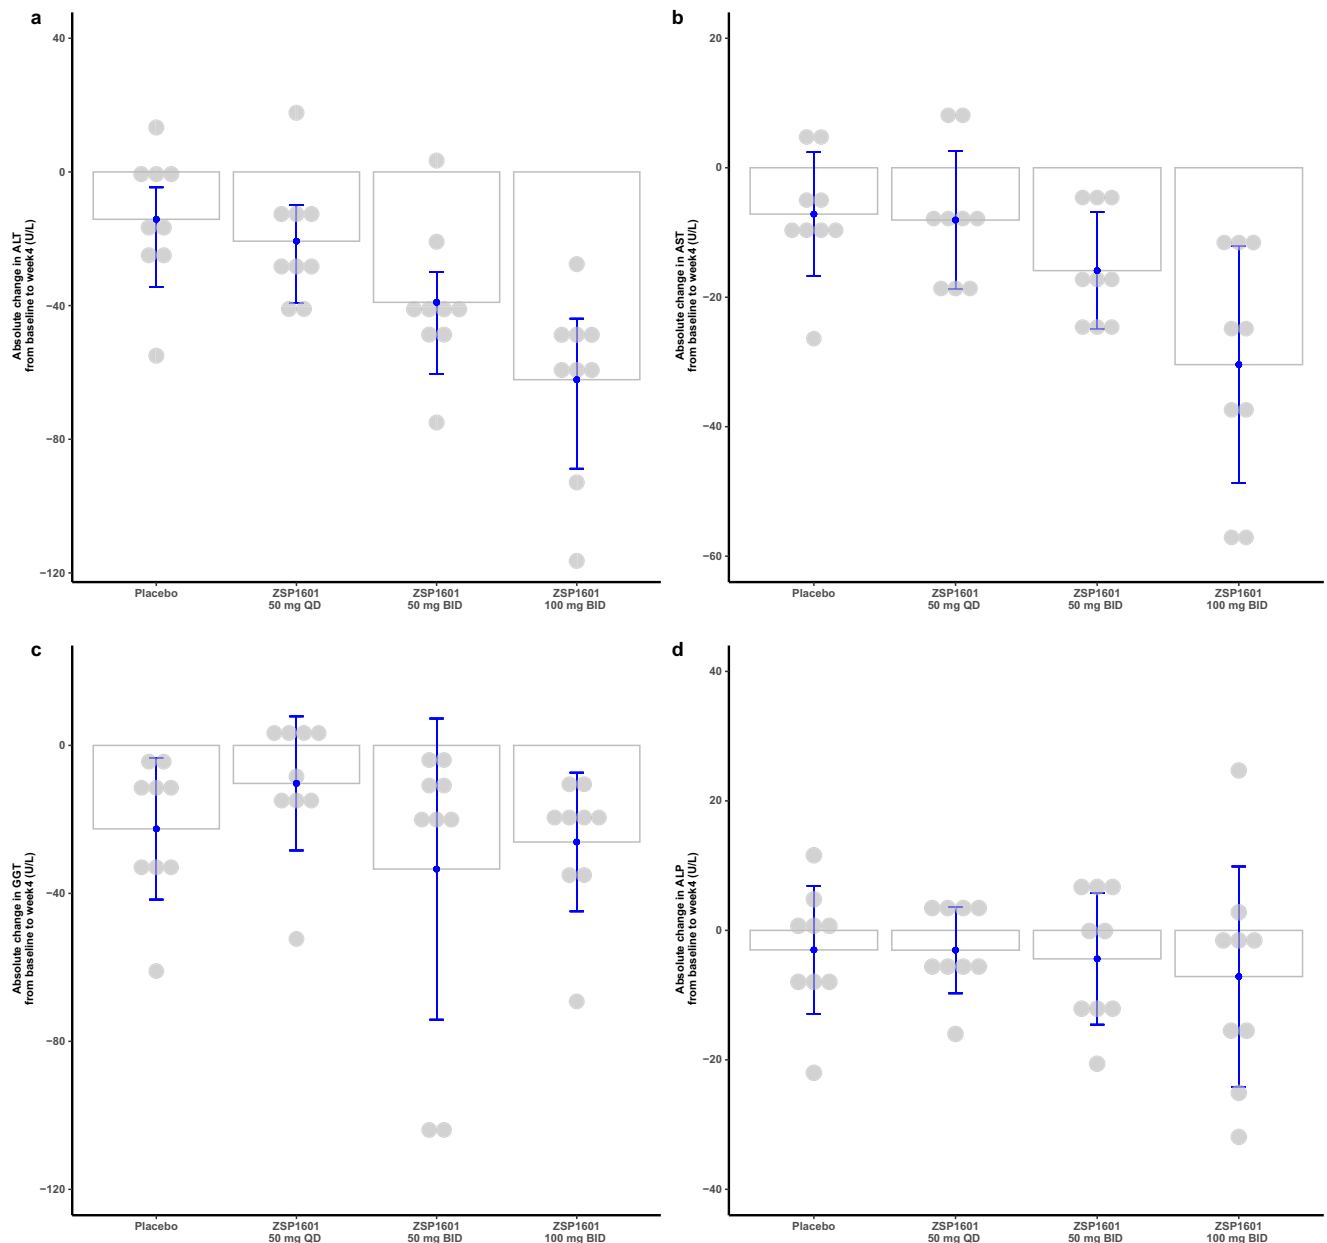 a
Absolute change in ALT
from baseline to week4 (U/L)
40
0
−40
−80
−120
Placebo
ZSP1601
50 mg QD
ZSP1601
50 mg BID
ZSP1601
100 mg BID
b
Absolute change in AST
from baseline to week4 (U/L)
20
0
−20
−40
−60
Placebo
ZSP1601
50 mg QD
ZSP1601
50 mg BID
ZSP1601
100 mg BID
c
Absolute change in GGT
from baseline to week4 (U/L)
0
−40
−80
−120
Placebo
ZSP1601
50 mg QD
ZSP1601
50 mg BID
ZSP1601
100 mg BID
d
Absolute change in ALP
from baseline to week4 (U/L)
40
20
0
−20
−40
Placebo
ZSP1601
50 mg QD
ZSP1601
50 mg BID
ZSP1601
100 mg BID